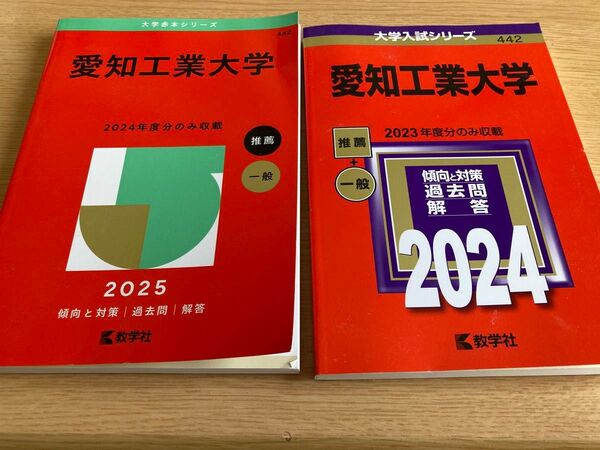 大学赤本シリーズ
442
愛知工業大学
2024年度分のみ収載
推薦
一般
2025
傾向と対策|過去問|解答
教学社
大学入試シリーズ
442
愛知工業大学
2023年度分のみ収載
推薦
+
一般
傾向と対策
過去問
解答
2024
教学社